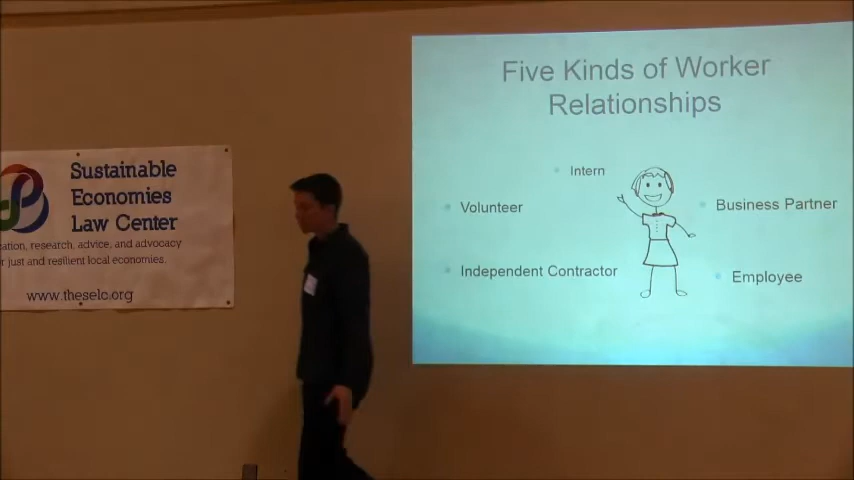 Sustainable
Economies
Law Center
ation, research, advice, and advocacy
r just and resilient local economies.
www.theselc.org
Five Kinds of Worker
Relationships
Intern
Volunteer
Business Partner
Independent Contractor
Employee